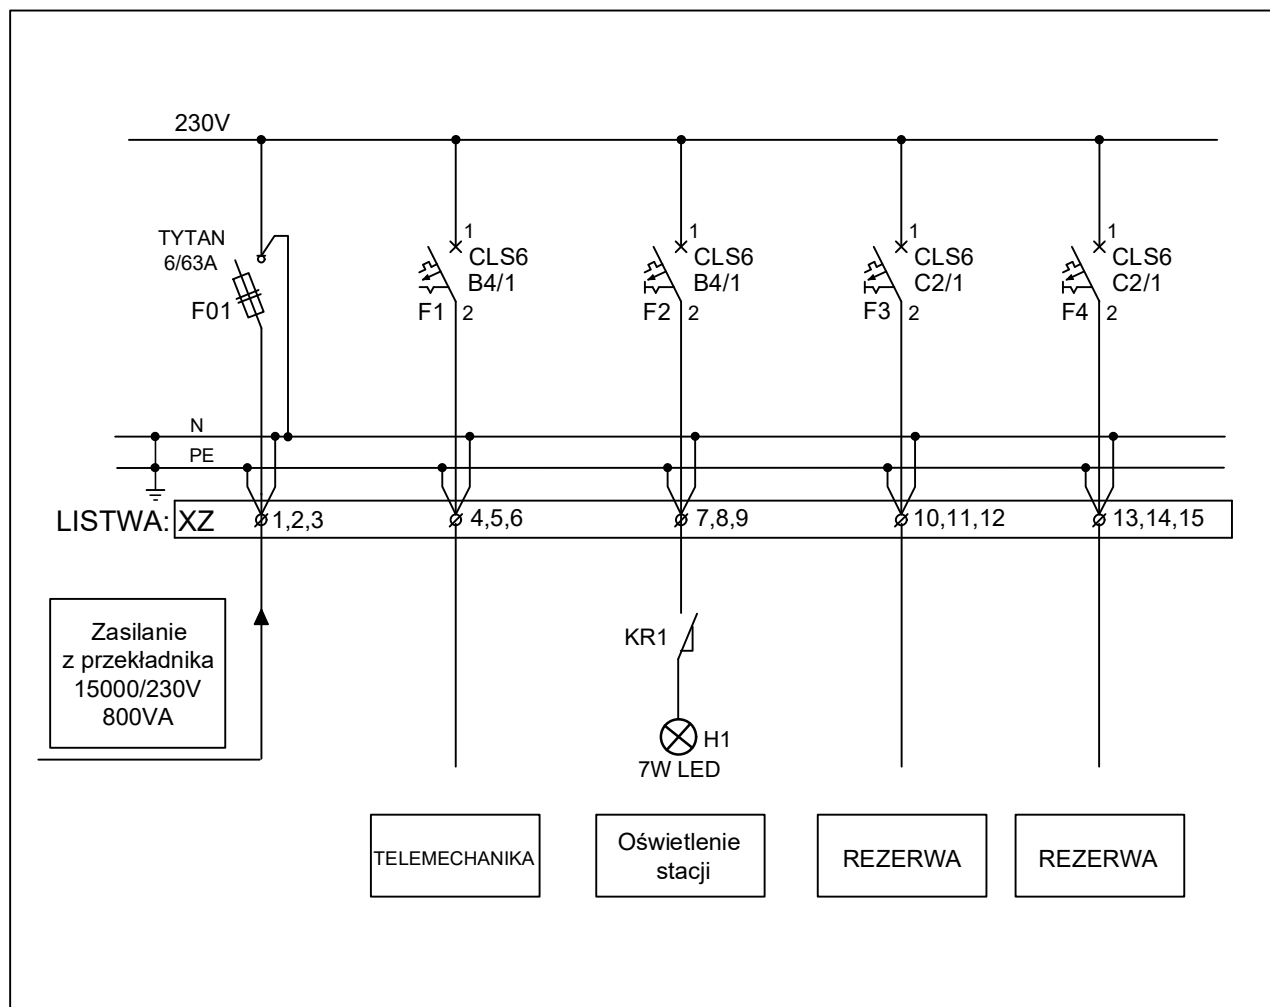 230V
TYTAN
6/63A
F01
1
CLS6
B4/1
F1
2
1
CLS6
B4/1
F2
2
1
CLS6
C2/1
F3
2
1
CLS6
C2/1
F4
2
N
PE
LISTWA: XZ
1,2,3
4,5,6
7,8,9
10,11,12
13,14,15
Zasilanie
z przekładnika
15000/230V
800VA
KR1
H1
7W LED
TELEMECHANIKA
Oświetlenie
stacji
REZERWA
REZERWA